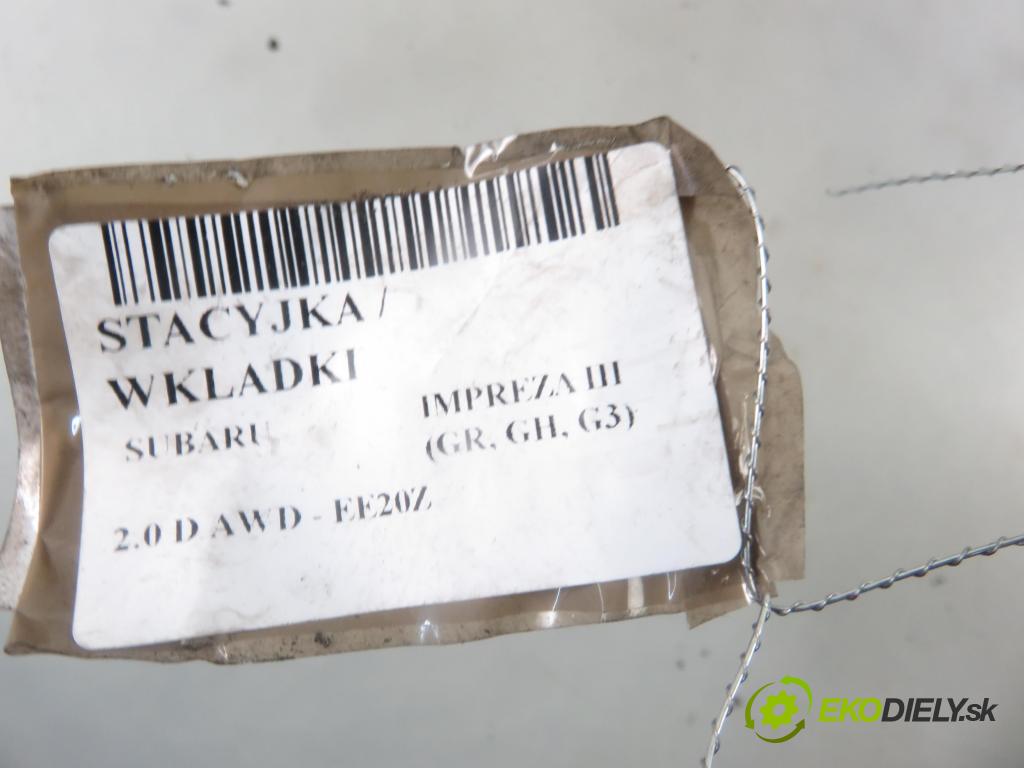 STACYJKA /
WKLADKI
SUBARU
IMPREZA III
(GR, GH, G3)
2.0 D AWD - EE20Z
EKODIELY.sk